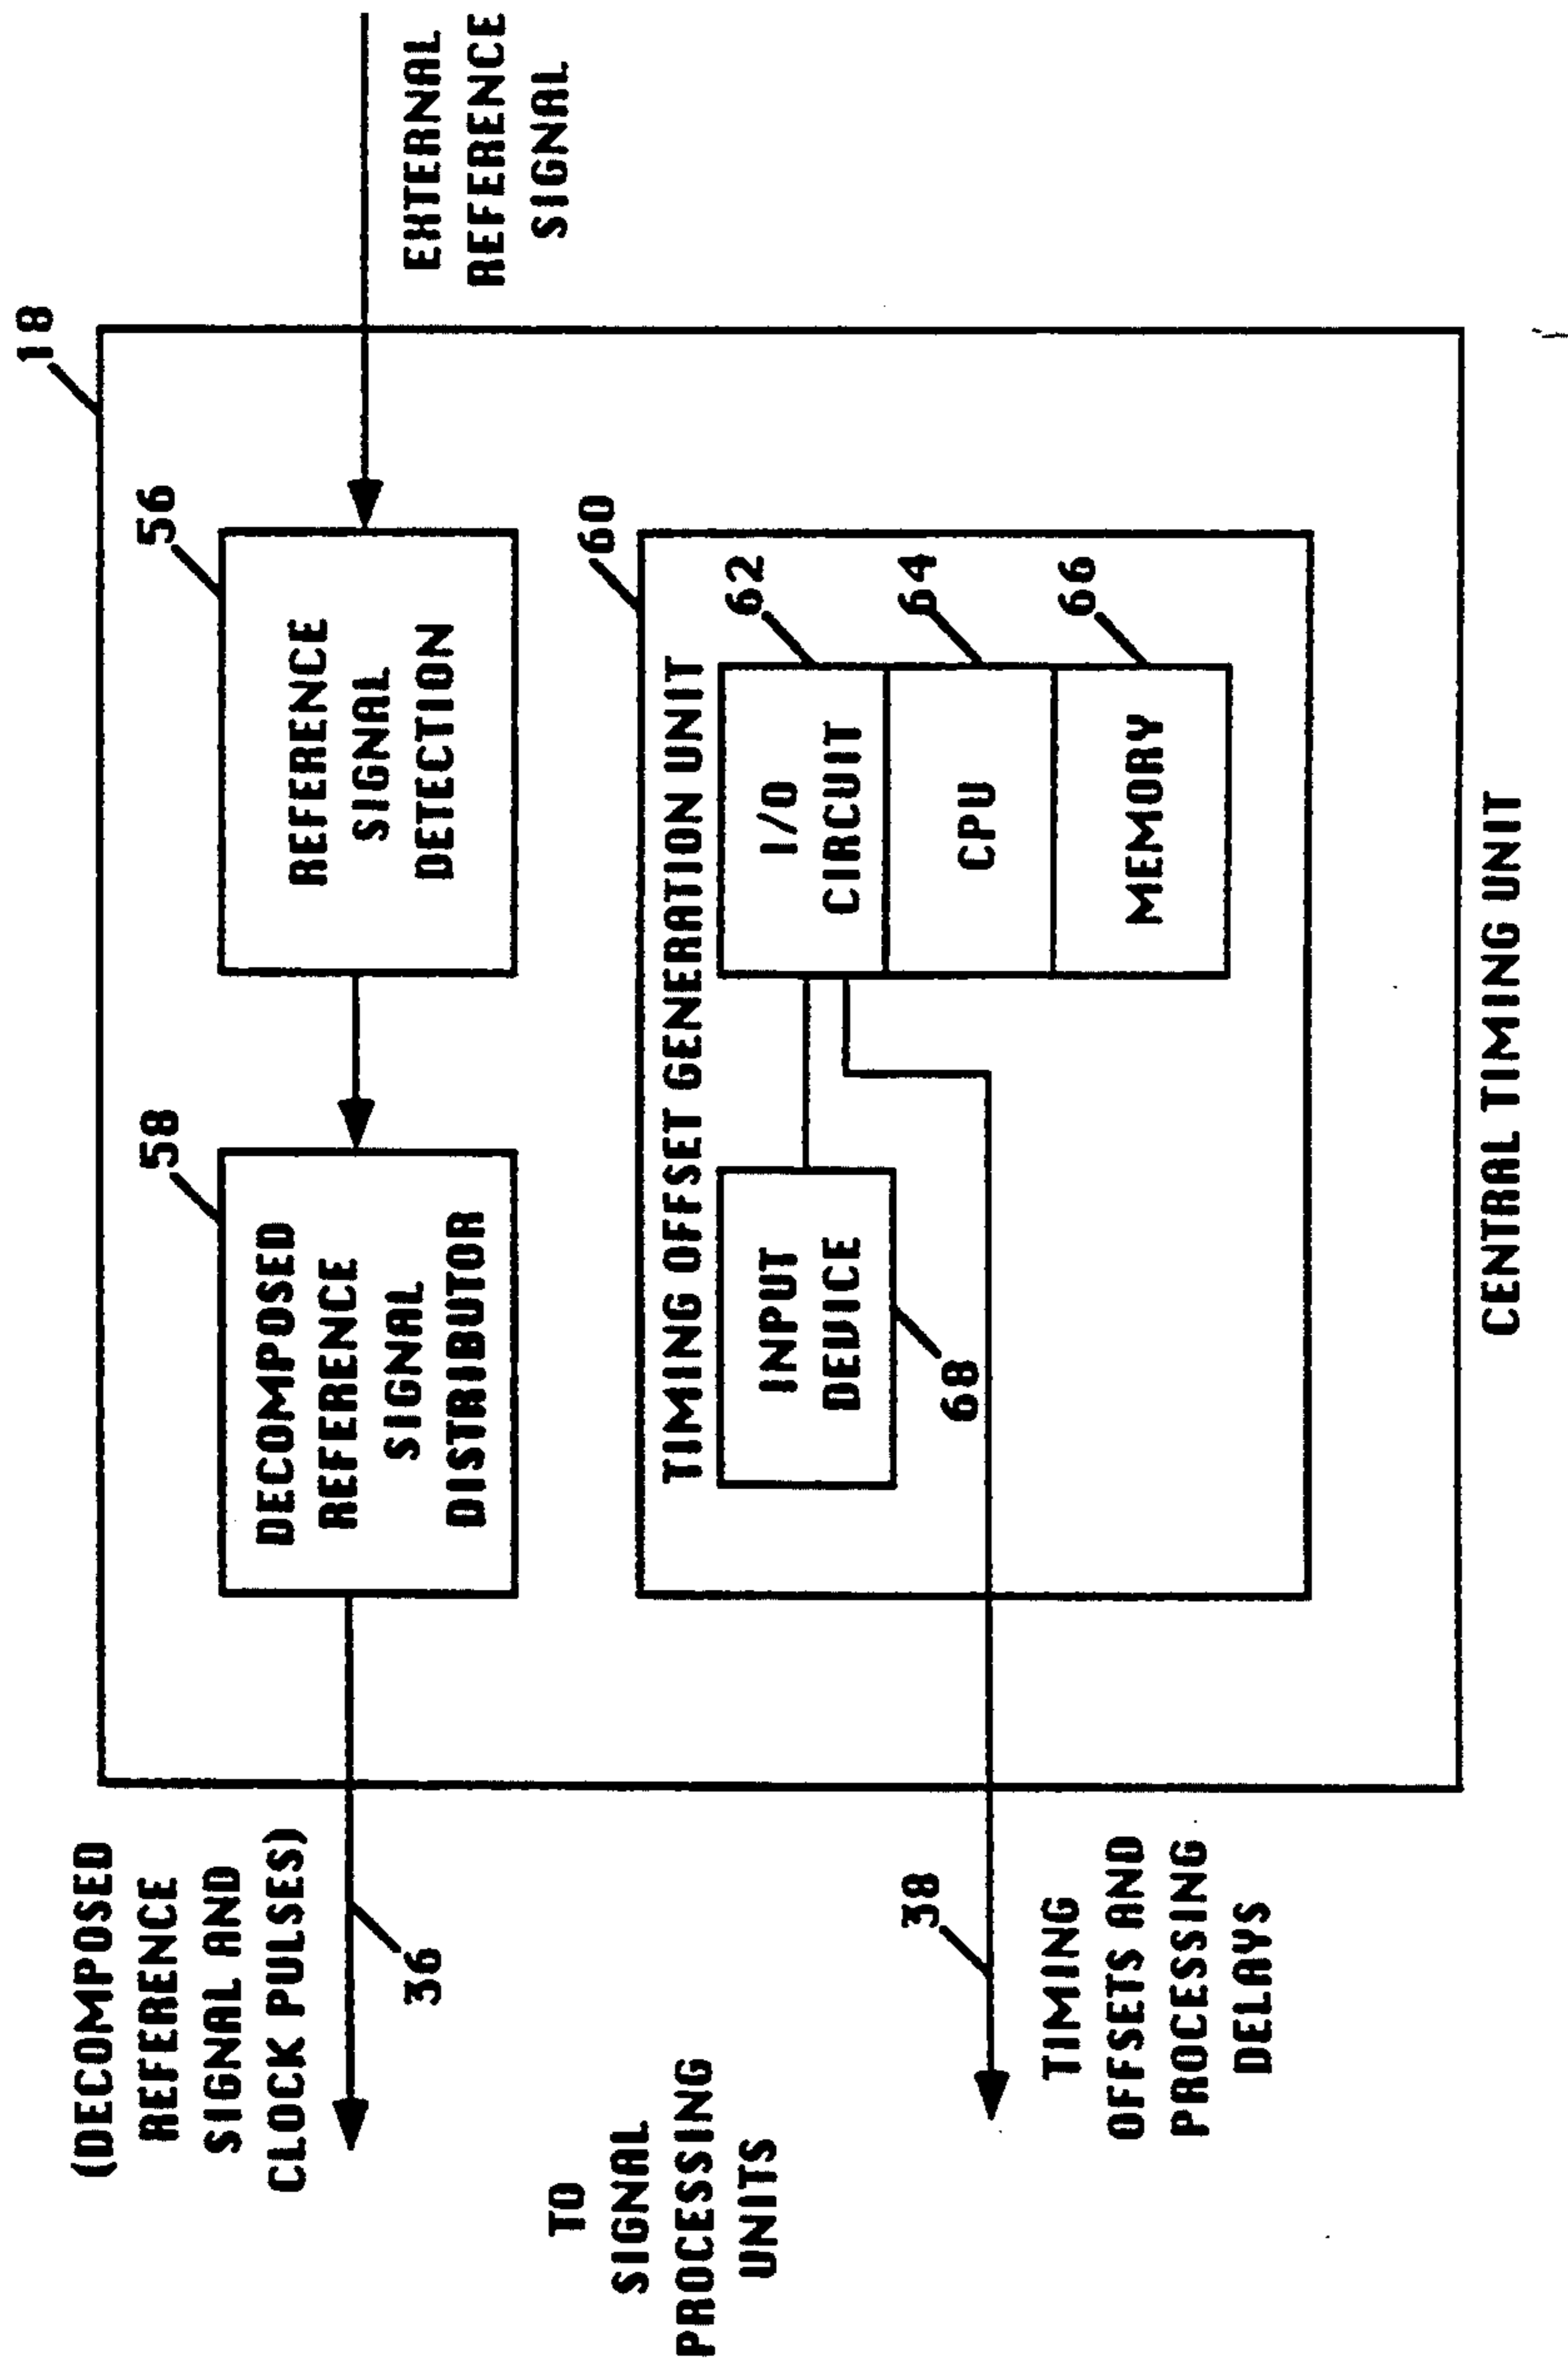 (DECOMPOSED
REFERENCE
SIGNAL AND
CLOCK PULSES)
36
TO
SIGNAL
PROCESSING
UNITS
38
TIMING
OFFSETS AND
PROCESSING
DELAYS
18
58
DECOMPOSED
REFERENCE
SIGNAL
DISTRIBUTOR
56
REFERENCE
SIGNAL
DETECTION
EXTERNAL
REFERENCE
SIGNAL
60
TIMING OFFSET GENERATION UNIT
INPUT
DEVICE
68
62
I/O
CIRCUIT
64
CPU
66
MEMORY
CENTRAL TIMING UNIT